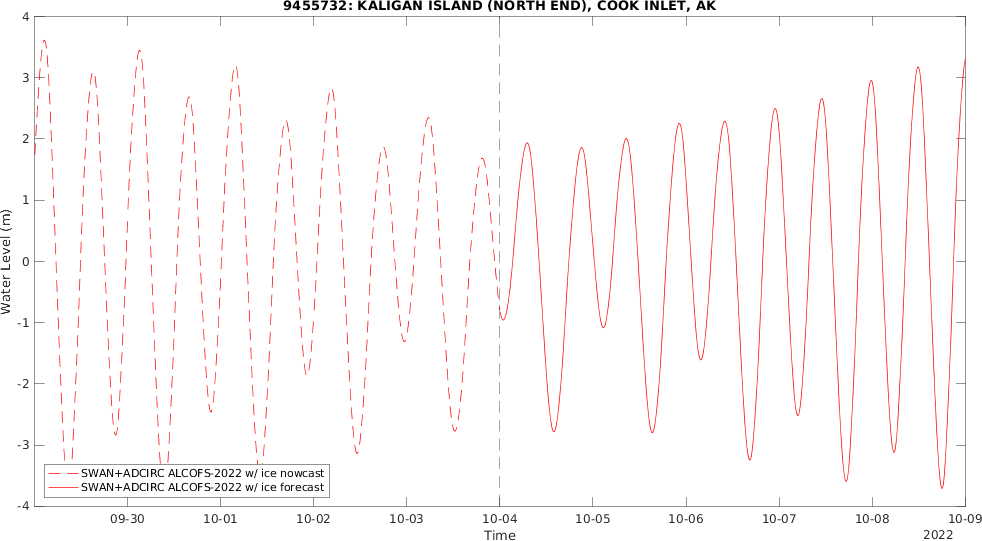 9455732: KALIGAN ISLAND (NORTH END), COOK INLET, AK
4
3
2
1
0
-1
-2
-3
-4
Water Level (m)
SWAN+ADCIRC ALCOFS-2022 w/ ice nowcast
SWAN+ADCIRC ALCOFS-2022 w/ ice forecast
09-30 10-01 10-02 10-03 10-04 10-05 10-06 10-07 10-08 10-09
Time
2022